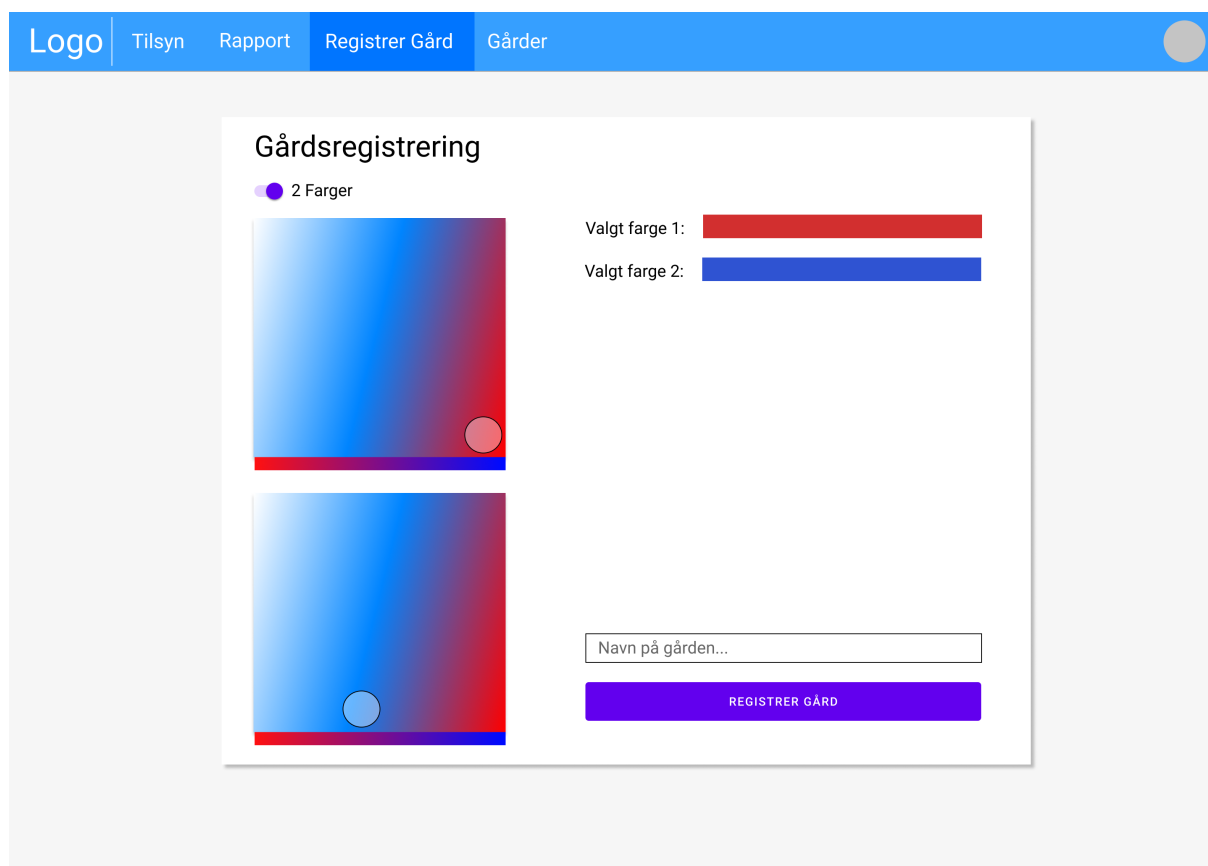 Logo Tilsyn Rapport Registrer Gård Gårder
Gårdsregistrering
2 Farger
Valgt farge 1:
Valgt farge 2:
Navn på gården...
REGISTRER GÅRD